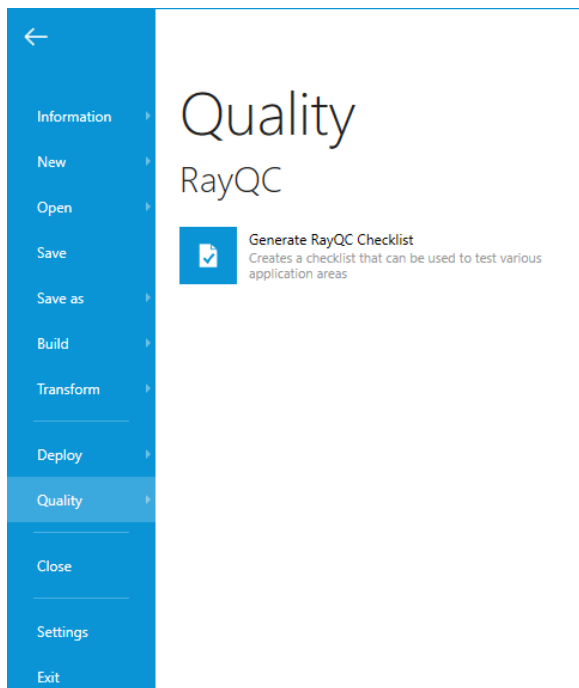 Information
New
Open
Save
Save as
Build
Transform
Deploy
Quality
Close
Settings
Exit
Quality
RayQC
Generate RayQC Checklist
Creates a checklist that can be used to test various
application areas